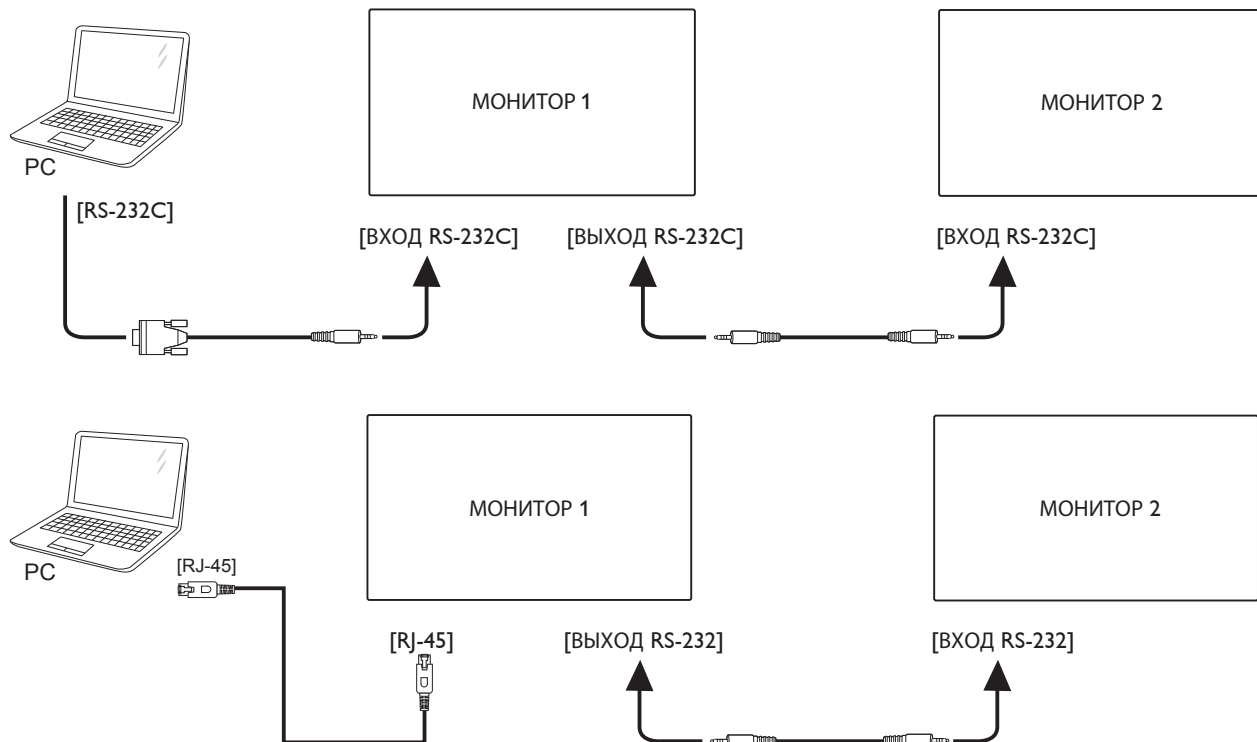 МОНИТОР 1
МОНИТОР 2
PC
[RS-232C]
[ВХОД RS-232C]
[ВЫХОД RS-232C]
[ВХОД RS-232C]
МОНИТОР 1
МОНИТОР 2
PC
[RJ-45]
[RJ-45]
[ВЫХОД RS-232]
[ВХОД RS-232]